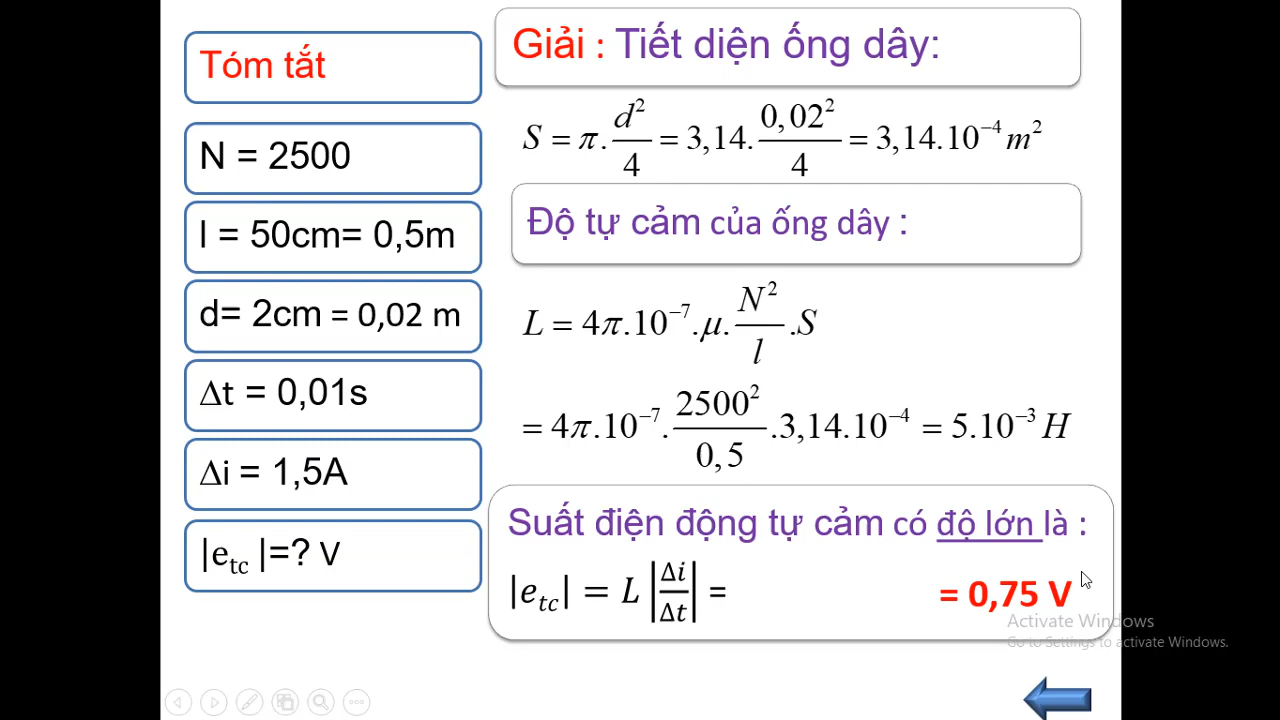 Tóm tắt
N = 2500
l = 50cm= 0,5m
d= 2cm = 0,02 m
Δt = 0,01s
Δi = 1,5A
|e_tc |=? V
Giải : Tiết diện ống dây:
S = π. d²/4 = 3,14. 0,02²/4 = 3,14.10⁻⁴ m²
Độ tự cảm của ống dây :
L = 4π.10⁻⁷.μ. N²/l .S
= 4π.10⁻⁷. 2500²/0,5 .3,14.10⁻⁴ = 5.10⁻³ H
Suất điện động tự cảm có độ lớn là :
|e_tc| = L |Δi/Δt| = = 0,75 V
Activate Windows
Go to Settings to activate Windows.